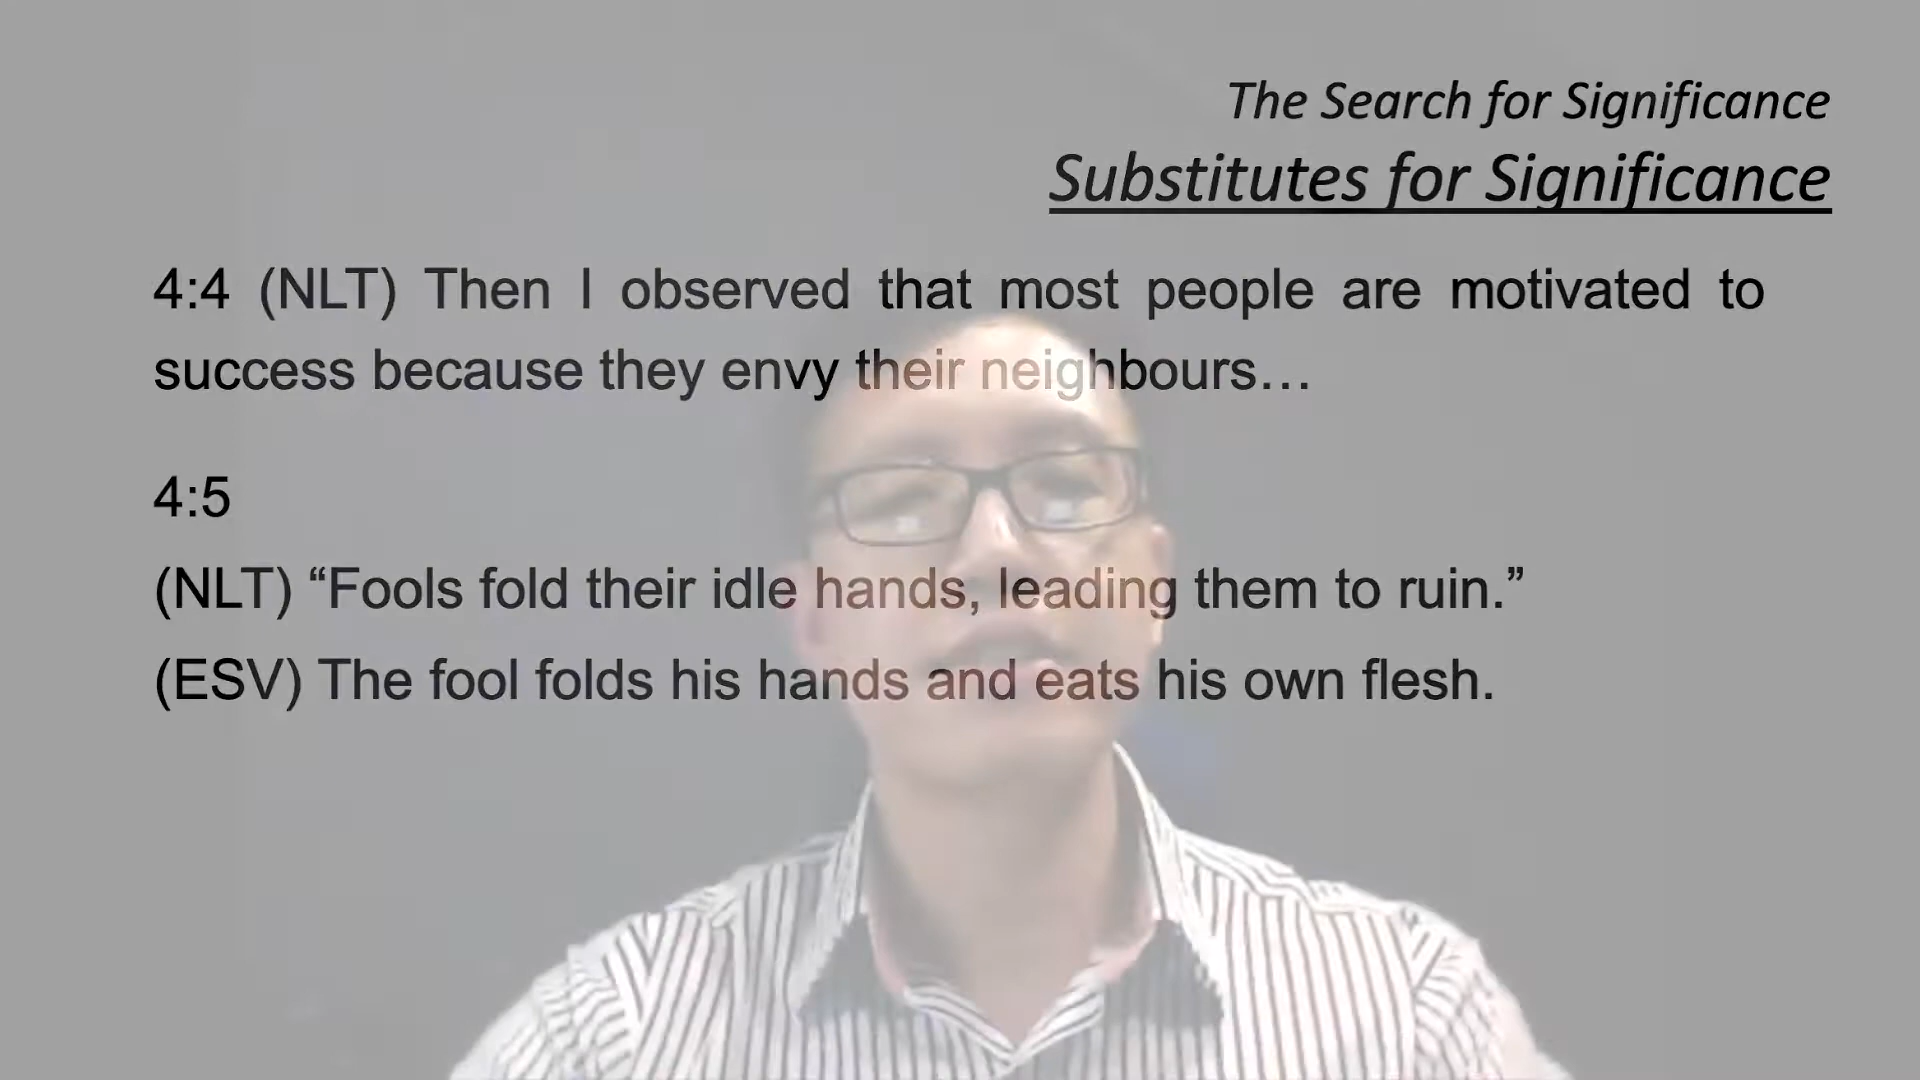 The Search for Significance
Substitutes for Significance
4:4 (NLT) Then I observed that most people are motivated to
success because they envy their neighbours…
4:5
(NLT) “Fools fold their idle hands, leading them to ruin.”
(ESV) The fool folds his hands and eats his own flesh.